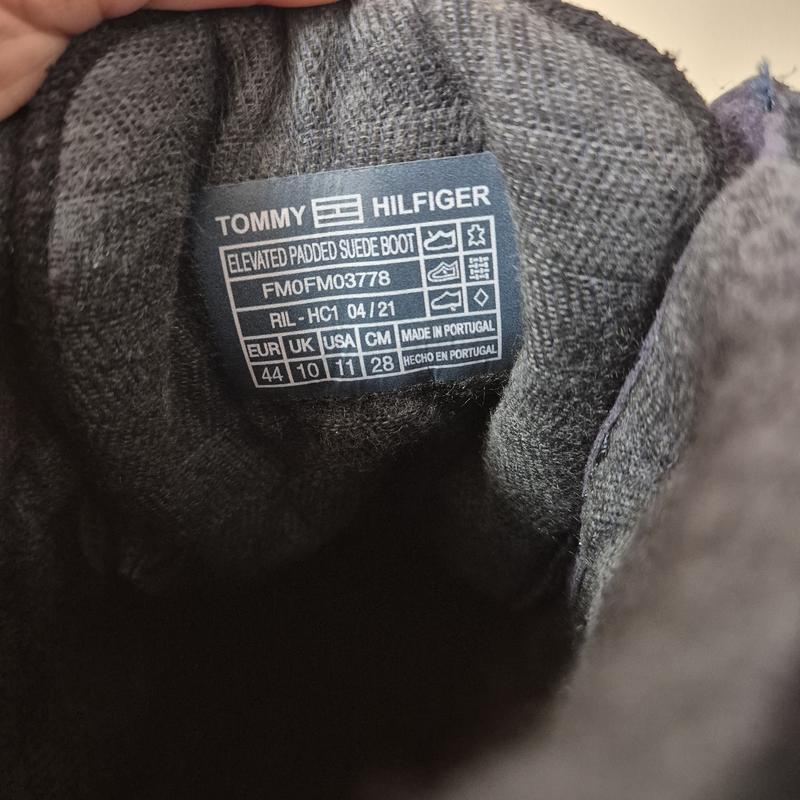 TOMMY HILFIGER
ELEVATED PADDED SUEDE BOOT
FM0FM03778
RIL - HC1 04 / 21
EUR UK USA CM MADE IN PORTUGAL
44 10 11 28 HECHO EN PORTUGAL